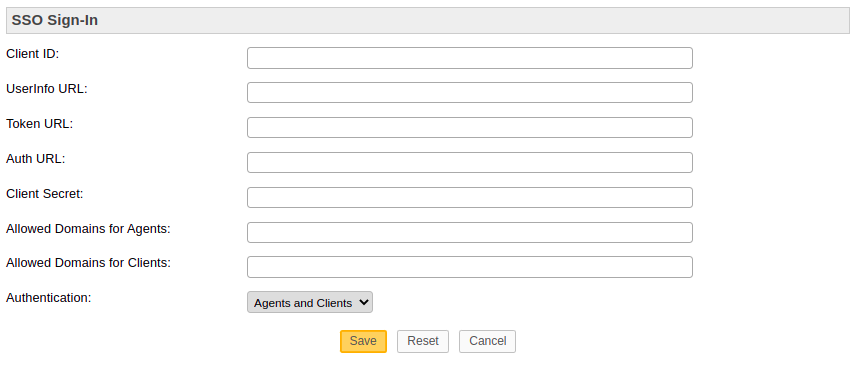 SSO Sign-In
Client ID:
UserInfo URL:
Token URL:
Auth URL:
Client Secret:
Allowed Domains for Agents:
Allowed Domains for Clients:
Authentication: Agents and Clients
Save Reset Cancel